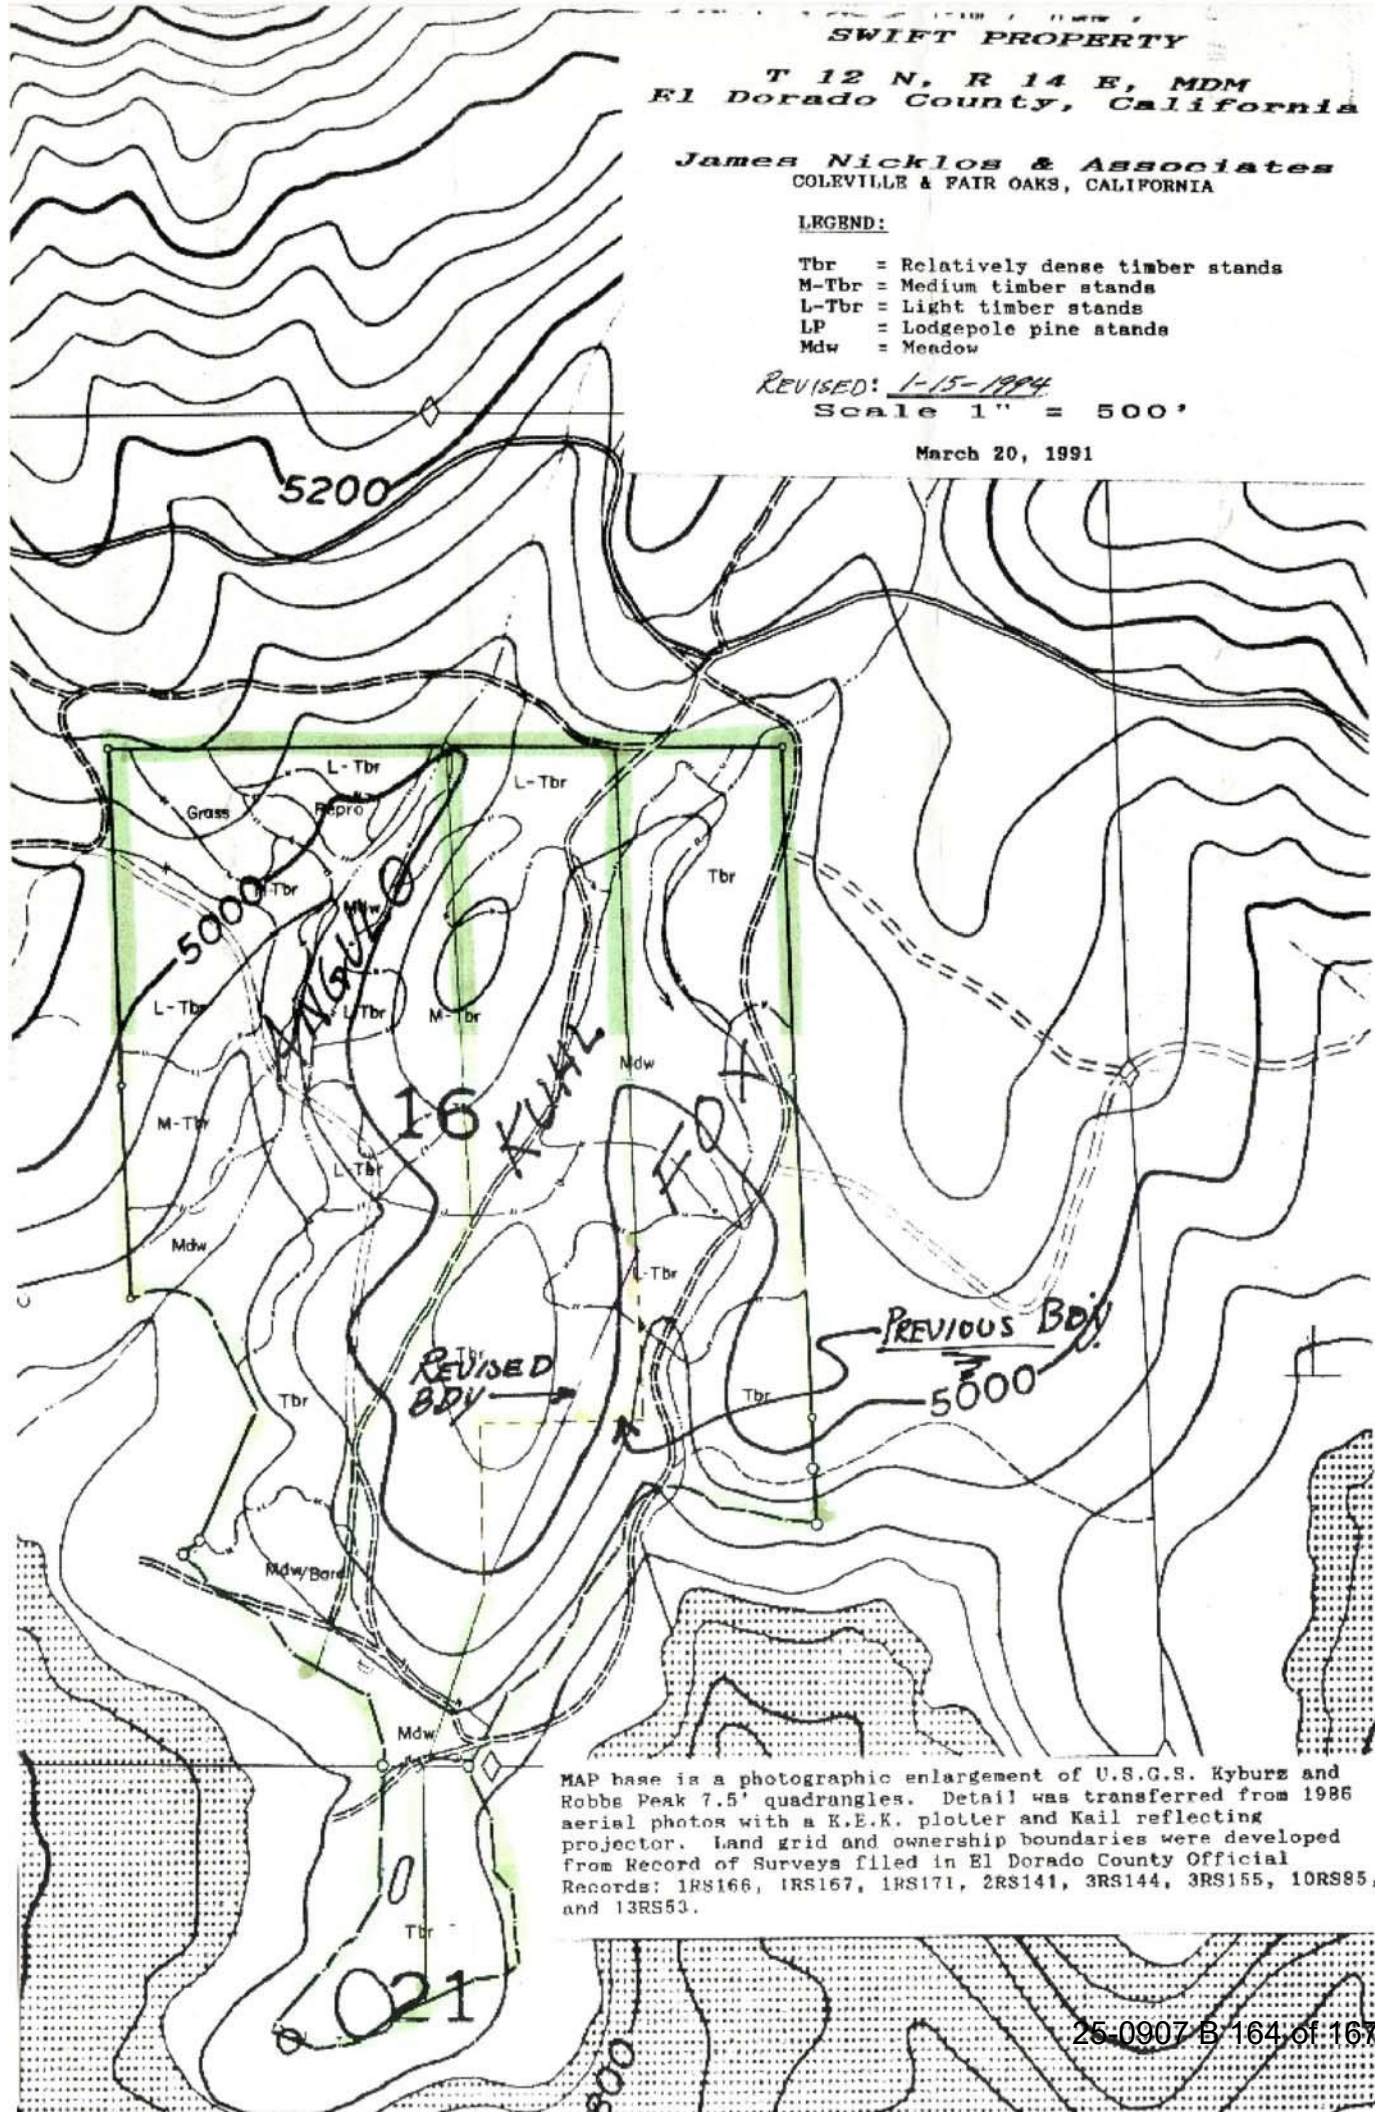 SWIFT PROPERTY
T 12 N, R 14 E, MDM
El Dorado County, California
James Nicklos & Associates
COLEVILLE & FAIR OAKS, CALIFORNIA
LEGEND:
Tbr = Relatively dense timber stands
M-Tbr = Medium timber stands
L-Tbr = Light timber stands
LP = Lodgepole pine stands
Mdw = Meadow
REVISED: 1-15-1994
Scale 1" = 500'
March 20, 1991
5200
L-Tbr
L-Tbr
Grass
Repro
Tbr
M-Tbr
5000
Mdw
ANGULO
L-Tbr
L-Tbr
M-Tbr
KUHL
Mdw
16
M-Tbr
L-Tbr
Mdw
L-Tbr
PREVIOUS BDY
Tbr
REVISED
BDY
Tbr
Tbr
5000
Mdw/Bare
Mdw
MAP base is a photographic enlargement of U.S.G.S. Kyburz and
Robbs Peak 7.5' quadrangles. Detail was transferred from 1986
aerial photos with a K.E.K. plotter and Kail reflecting
projector. Land grid and ownership boundaries were developed
from Record of Surveys filed in El Dorado County Official
Records: 1RS166, 1RS167, 1RS171, 2RS141, 3RS144, 3RS155, 10RS85,
and 13RS53.
Tbr
21
25-0907 B 164 of 167